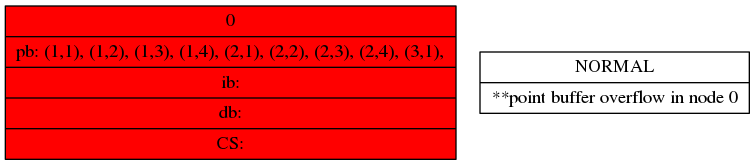 0
pb: (1,1), (1,2), (1,3), (1,4), (2,1), (2,2), (2,3), (2,4), (3,1),
ib:
db:
CS:
NORMAL
**point buffer overflow in node 0